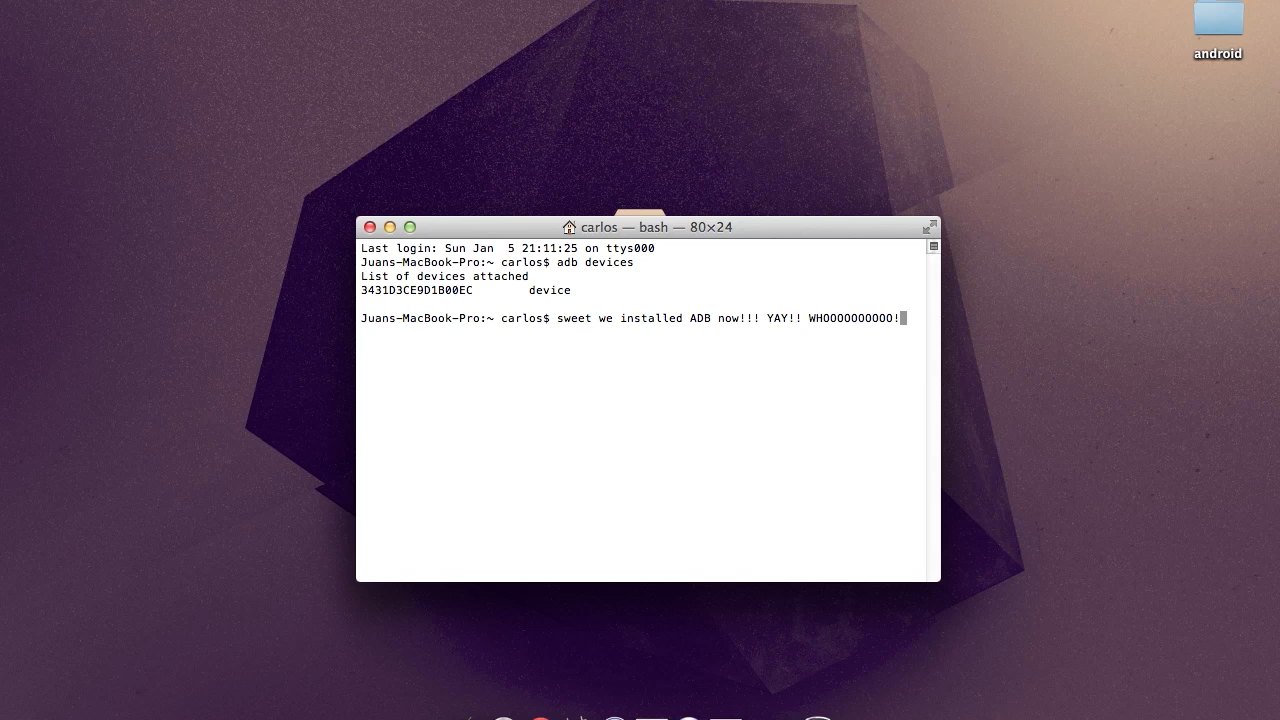 android
carlos — bash — 80×24
Last login: Sun Jan  5 21:11:25 on ttys000
Juans-MacBook-Pro:~ carlos$ adb devices
List of devices attached
3431D3CE9D1B00EC        device
Juans-MacBook-Pro:~ carlos$ sweet we installed ADB now!!! YAY!! WHOOOOOOOOOO!